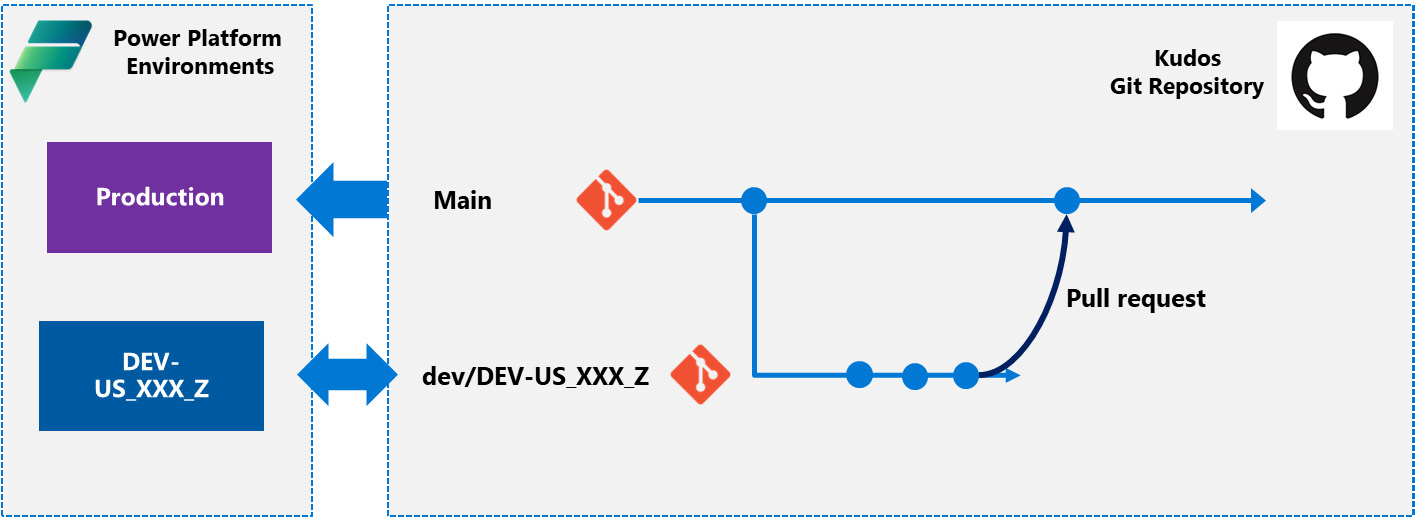 Power Platform
Environments
Kudos
Git Repository
Production
Main
Pull request
DEV-
US_XXX_Z
dev/DEV-US_XXX_Z